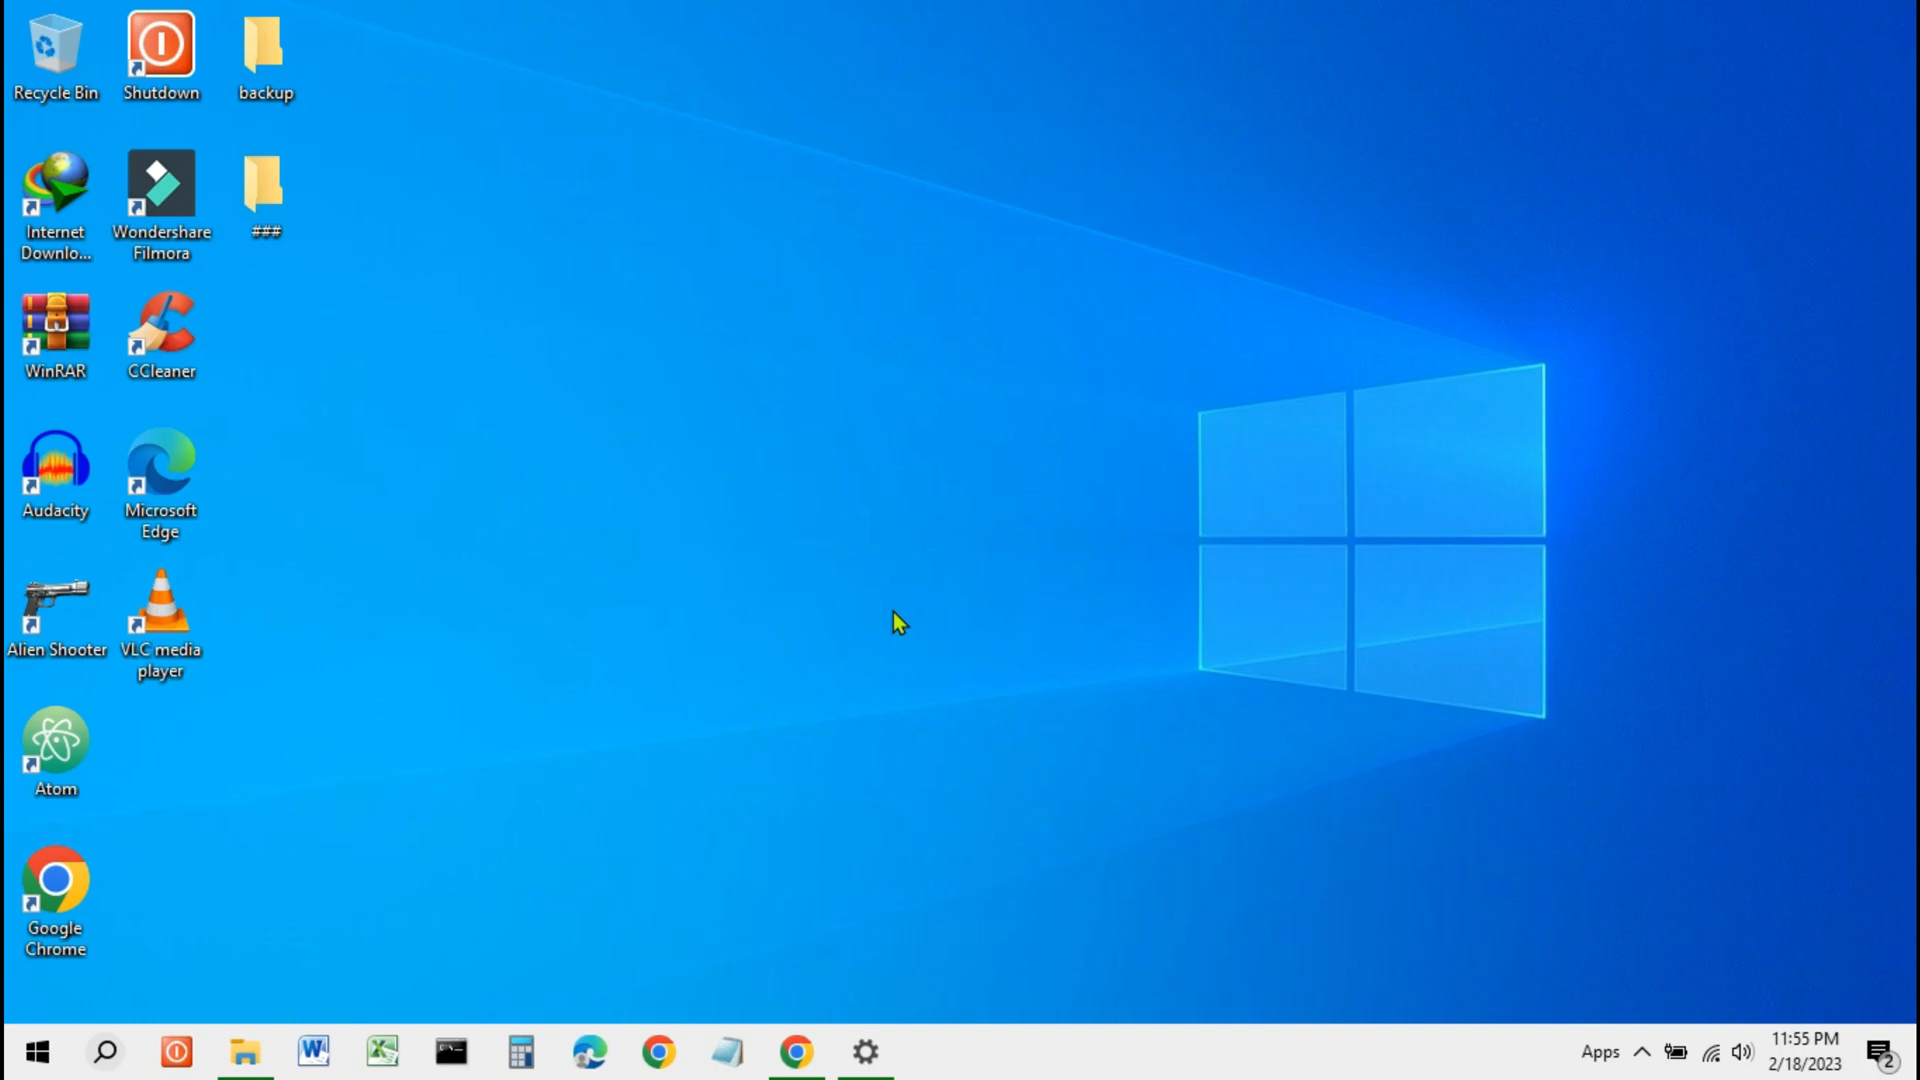 Recycle Bin
Shutdown
backup
Internet
Downlo...
Wondershare
Filmora
###
WinRAR
CCleaner
Audacity
Microsoft
Edge
Alien Shooter
VLC media
player
Atom
Google
Chrome
Apps
11:55 PM
2/18/2023
2